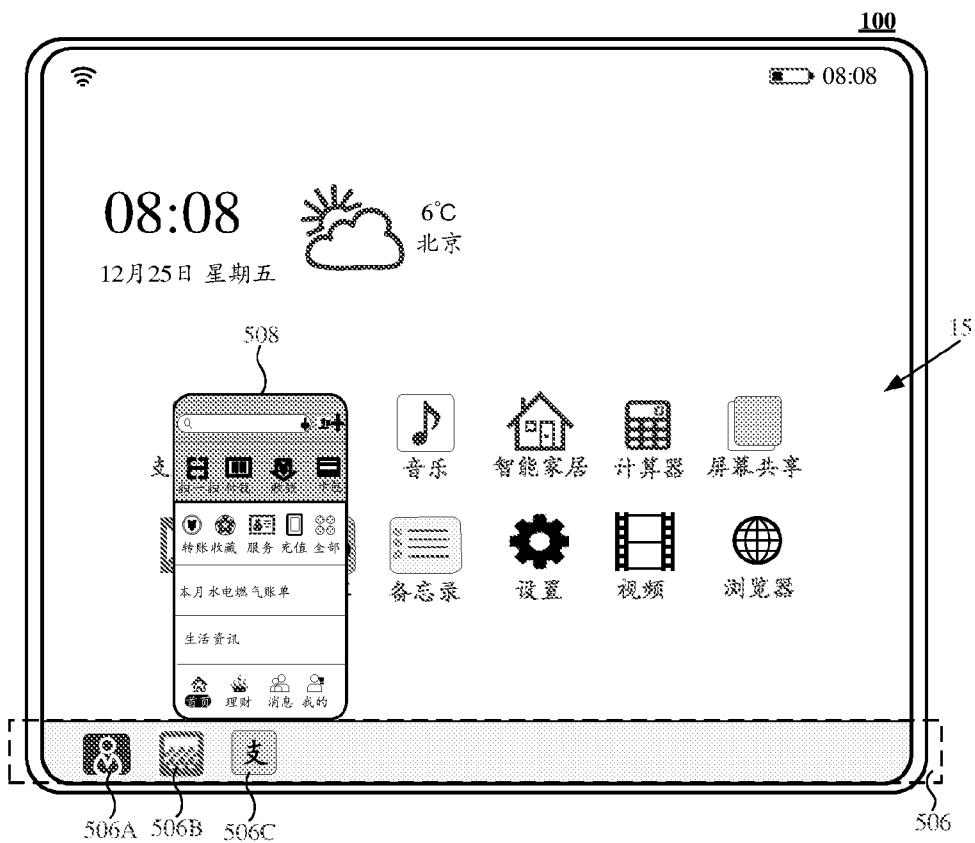 100
08:08
08:08
6℃
北京
12月25日 星期五
508
15
支
音乐 智能家居 计算器 屏幕共享
转账 收藏 服务 充值 全部
备忘录 设置 视频 浏览器
本月水电燃气账单
生活资讯
首页 理财 消息 我的
支
506A 506B 506C 506